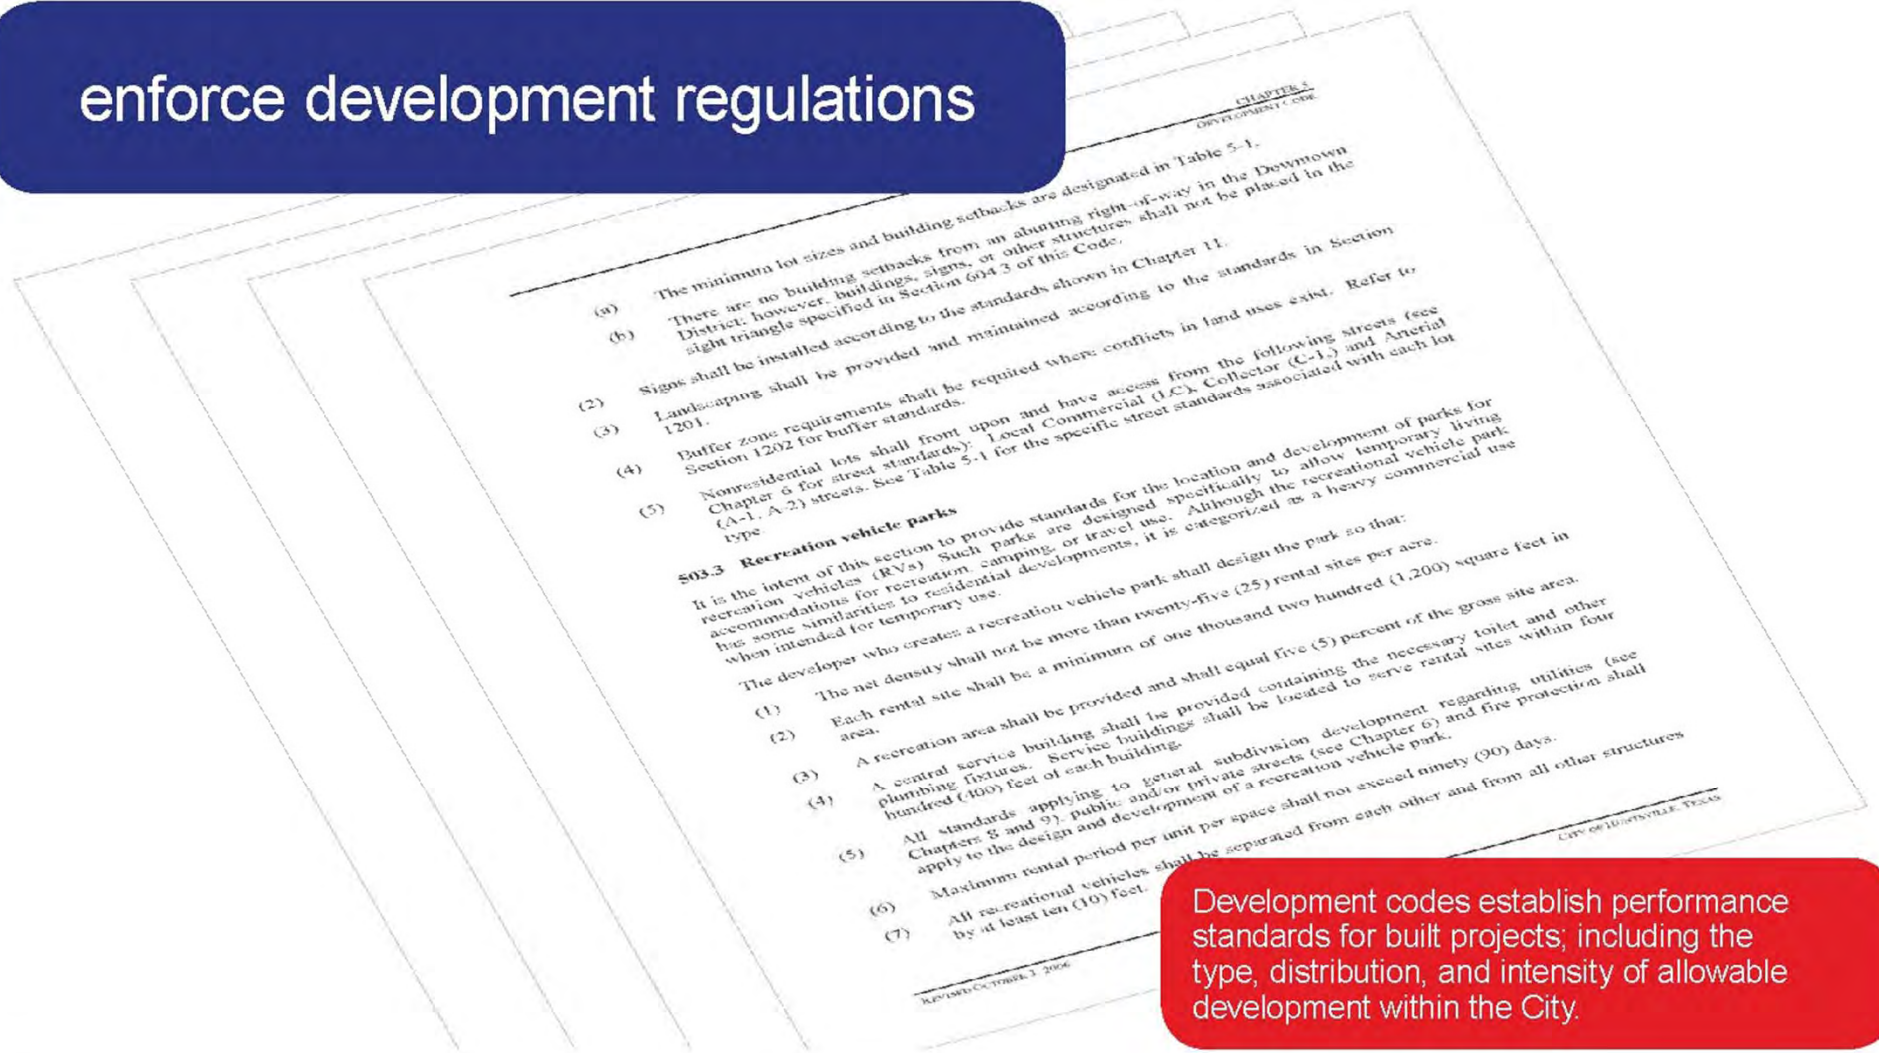 enforce development regulations
CHAPTER 5
DEVELOPMENT CODE
(a) The minimum lot sizes and building setbacks are designated in Table 5-1.
(b) There are no building setbacks from an abutting right-of-way in the Downtown
District; however, buildings, signs, or other structures shall not be placed in the
sight triangle specified in Section 604.3 of this Code.
(2) Signs shall be installed according to the standards shown in Chapter 11.
(3) Landscaping shall be provided and maintained according to the standards in Section
1201.
(4) Buffer zone requirements shall be required where conflicts in land uses exist. Refer to
Section 1202 for buffer standards.
(5) Nonresidential lots shall front upon and have access from the following streets (see
Chapter 6 for street standards): Local Commercial (LC), Collector (C-1,) and Arterial
(A-1, A-2) streets. See Table 5-1 for the specific street standards associated with each lot
type.
503.3 Recreation vehicle parks
It is the intent of this section to provide standards for the location and development of parks for
recreation vehicles (RVs) Such parks are designed specifically to allow temporary living
accommodations for recreation, camping, or travel use. Although the recreational vehicle park
has some similarities to residential developments, it is categorized as a heavy commercial use
when intended for temporary use.
The developer who creates a recreation vehicle park shall design the park so that:
(1) The net density shall not be more than twenty-five (25) rental sites per acre.
(2) Each rental site shall be a minimum of one thousand two hundred (1,200) square feet in
area.
(3) A recreation area shall be provided and shall equal five (5) percent of the gross site area.
(4) A central service building shall be provided containing the necessary toilet and other
plumbing fixtures. Service buildings shall be located to serve rental sites within four
hundred (400) feet of each building.
(5) All standards applying to general subdivision development regarding utilities (see
Chapters 8 and 9), public and/or private streets (see Chapter 6) and fire protection shall
apply to the design and development of a recreation vehicle park.
(6) Maximum rental period per unit per space shall not exceed ninety (90) days.
(7) All recreational vehicles shall be separated from each other and from all other structures
by at least ten (10) feet.
REVISED OCTOBER 3, 2006
CITY OF HUNTSVILLE, TEXAS
Development codes establish performance
standards for built projects; including the
type, distribution, and intensity of allowable
development within the City.